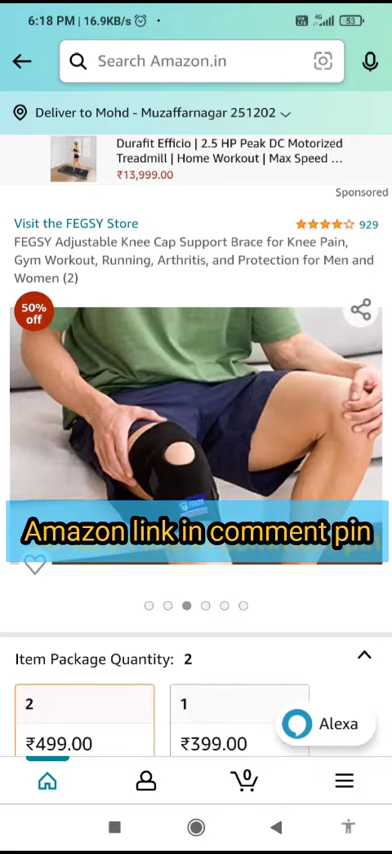 6:18 PM | 16.9KB/s
53
Search Amazon.in
Deliver to Mohd - Muzaffarnagar 251202
Durafit Efficio | 2.5 HP Peak DC Motorized
Treadmill | Home Workout | Max Speed ...
₹13,999.00
Sponsored
Visit the FEGSY Store
929
FEGSY Adjustable Knee Cap Support Brace for Knee Pain,
Gym Workout, Running, Arthritis, and Protection for Men and
Women (2)
50%
off
FEGSY
Amazon link in comment pin
Item Package Quantity: 2
2
1
₹499.00
₹399.00
Alexa
0